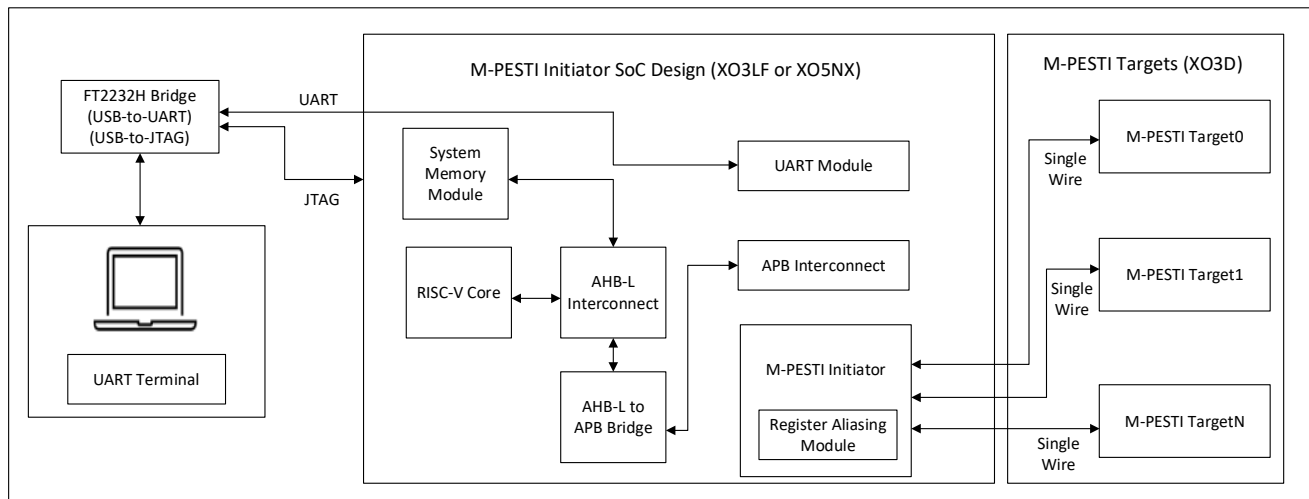 M-PESTI Initiator SoC Design (XO3LF or XO5NX)
M-PESTI Targets (XO3D)
FT2232H Bridge
(USB-to-UART)
(USB-to-JTAG)
UART
JTAG
System
Memory
Module
UART Module
RISC-V Core
AHB-L
Interconnect
APB Interconnect
AHB-L to
APB Bridge
M-PESTI Initiator
Register Aliasing
Module
UART Terminal
Single
Wire
M-PESTI Target0
Single
Wire
M-PESTI Target1
Single
Wire
M-PESTI TargetN